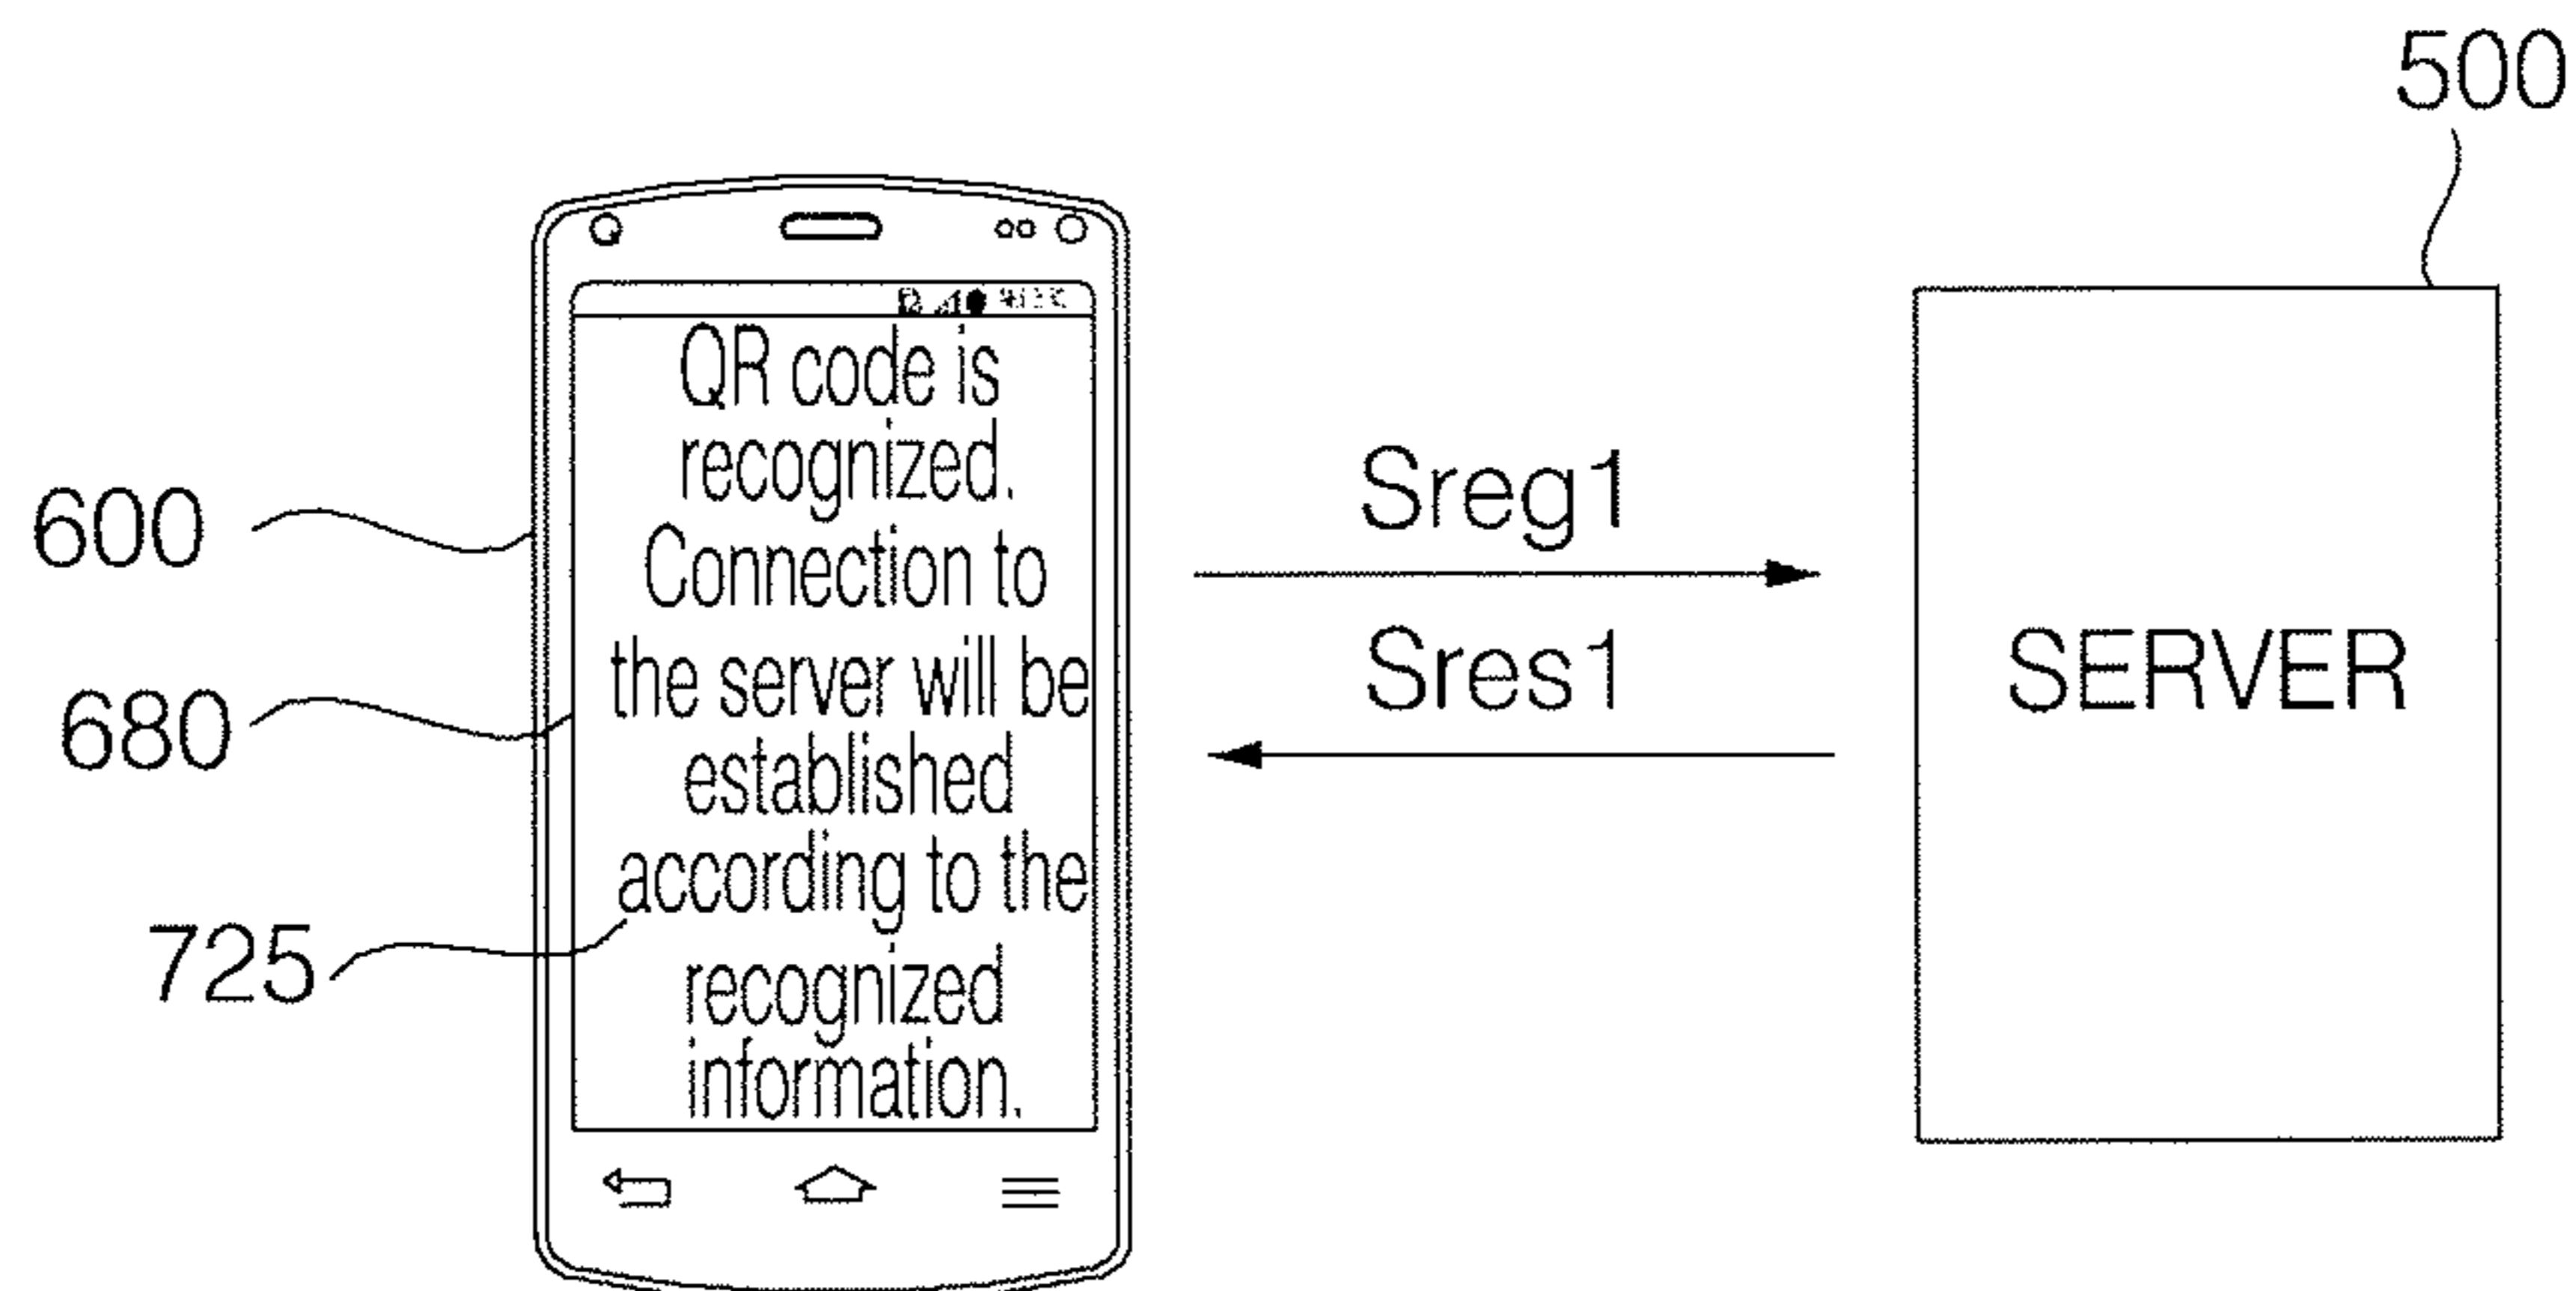 500
QR code is
recognized.
Connection to
the server will be
established
according to the
recognized
information.
600
680
725
Sreg1
Sres1
SERVER